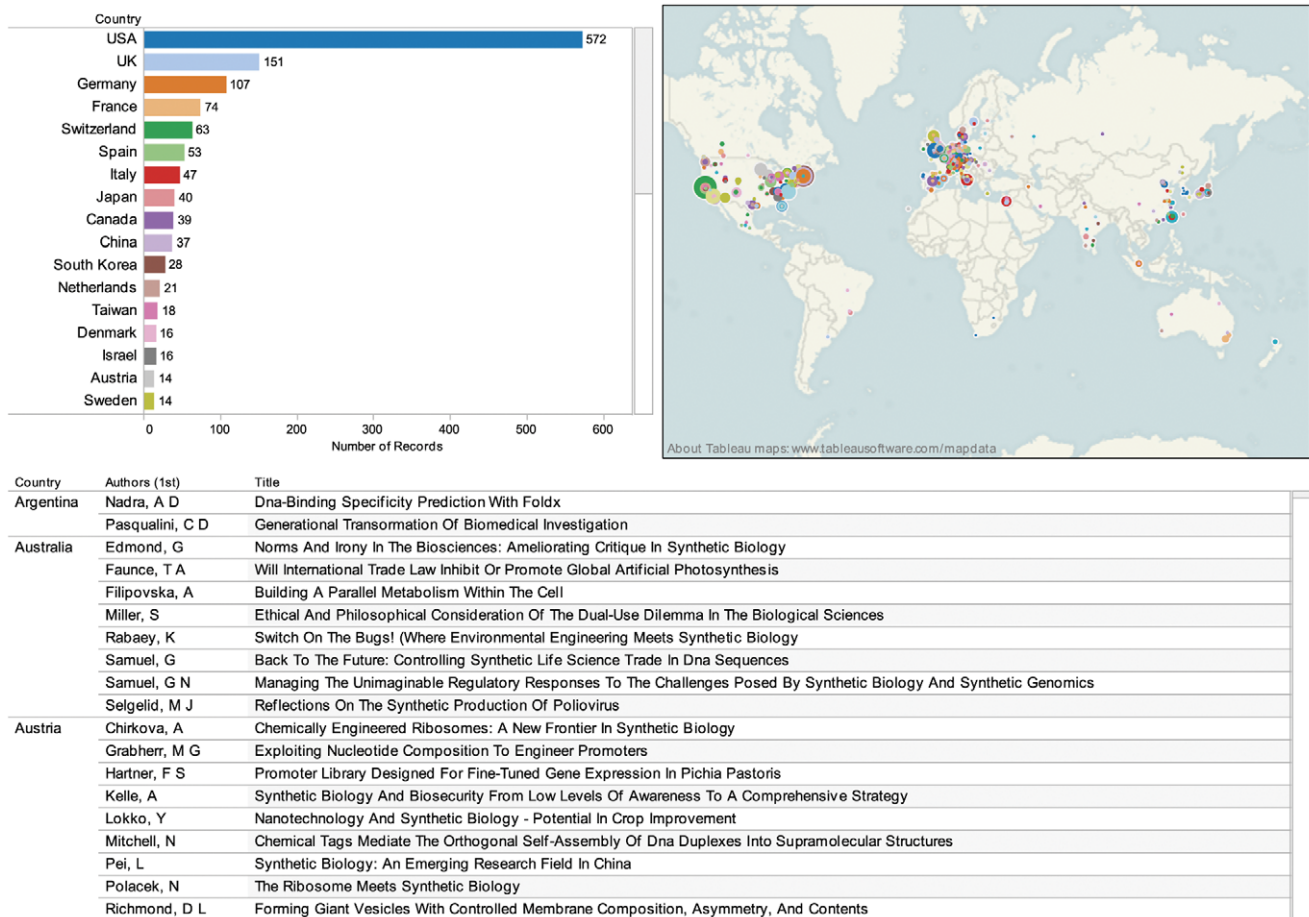 Country
USA 572
UK 151
Germany 107
France 74
Switzerland 63
Spain 53
Italy 47
Japan 40
Canada 39
China 37
South Korea 28
Netherlands 21
Taiwan 18
Denmark 16
Israel 16
Austria 14
Sweden 14
0 100 200 300 400 500 600
Number of Records
About Tableau maps: www.tableausoftware.com/mapdata
Country Authors (1st) Title
Argentina Nadra, A D Dna-Binding Specificity Prediction With Foldx
Pasqualini, C D Generational Transormation Of Biomedical Investigation
Australia Edmond, G Norms And Irony In The Biosciences: Ameliorating Critique In Synthetic Biology
Faunce, T A Will International Trade Law Inhibit Or Promote Global Artificial Photosynthesis
Filipovska, A Building A Parallel Metabolism Within The Cell
Miller, S Ethical And Philosophical Consideration Of The Dual-Use Dilemma In The Biological Sciences
Rabaey, K Switch On The Bugs! (Where Environmental Engineering Meets Synthetic Biology
Samuel, G Back To The Future: Controlling Synthetic Life Science Trade In Dna Sequences
Samuel, G N Managing The Unimaginable Regulatory Responses To The Challenges Posed By Synthetic Biology And Synthetic Genomics
Selgelid, M J Reflections On The Synthetic Production Of Poliovirus
Austria Chirkova, A Chemically Engineered Ribosomes: A New Frontier In Synthetic Biology
Grabherr, M G Exploiting Nucleotide Composition To Engineer Promoters
Hartner, F S Promoter Library Designed For Fine-Tuned Gene Expression In Pichia Pastoris
Kelle, A Synthetic Biology And Biosecurity From Low Levels Of Awareness To A Comprehensive Strategy
Lokko, Y Nanotechnology And Synthetic Biology - Potential In Crop Improvement
Mitchell, N Chemical Tags Mediate The Orthogonal Self-Assembly Of Dna Duplexes Into Supramolecular Structures
Pei, L Synthetic Biology: An Emerging Research Field In China
Polacek, N The Ribosome Meets Synthetic Biology
Richmond, D L Forming Giant Vesicles With Controlled Membrane Composition, Asymmetry, And Contents